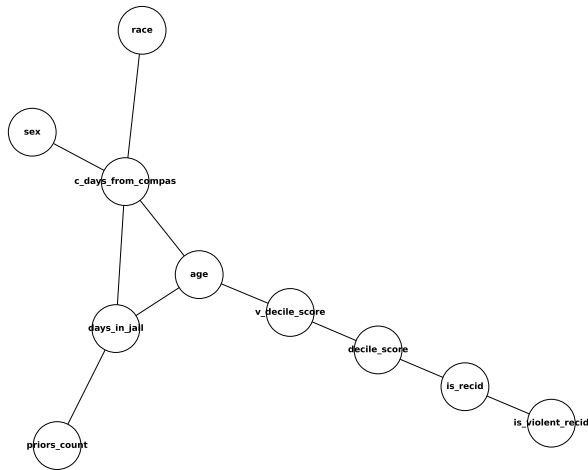 race
sex
c_days_from_compas
age
v_decile_score
days_in_jail
decile_score
is_recid
is_violent_recid
priors_count